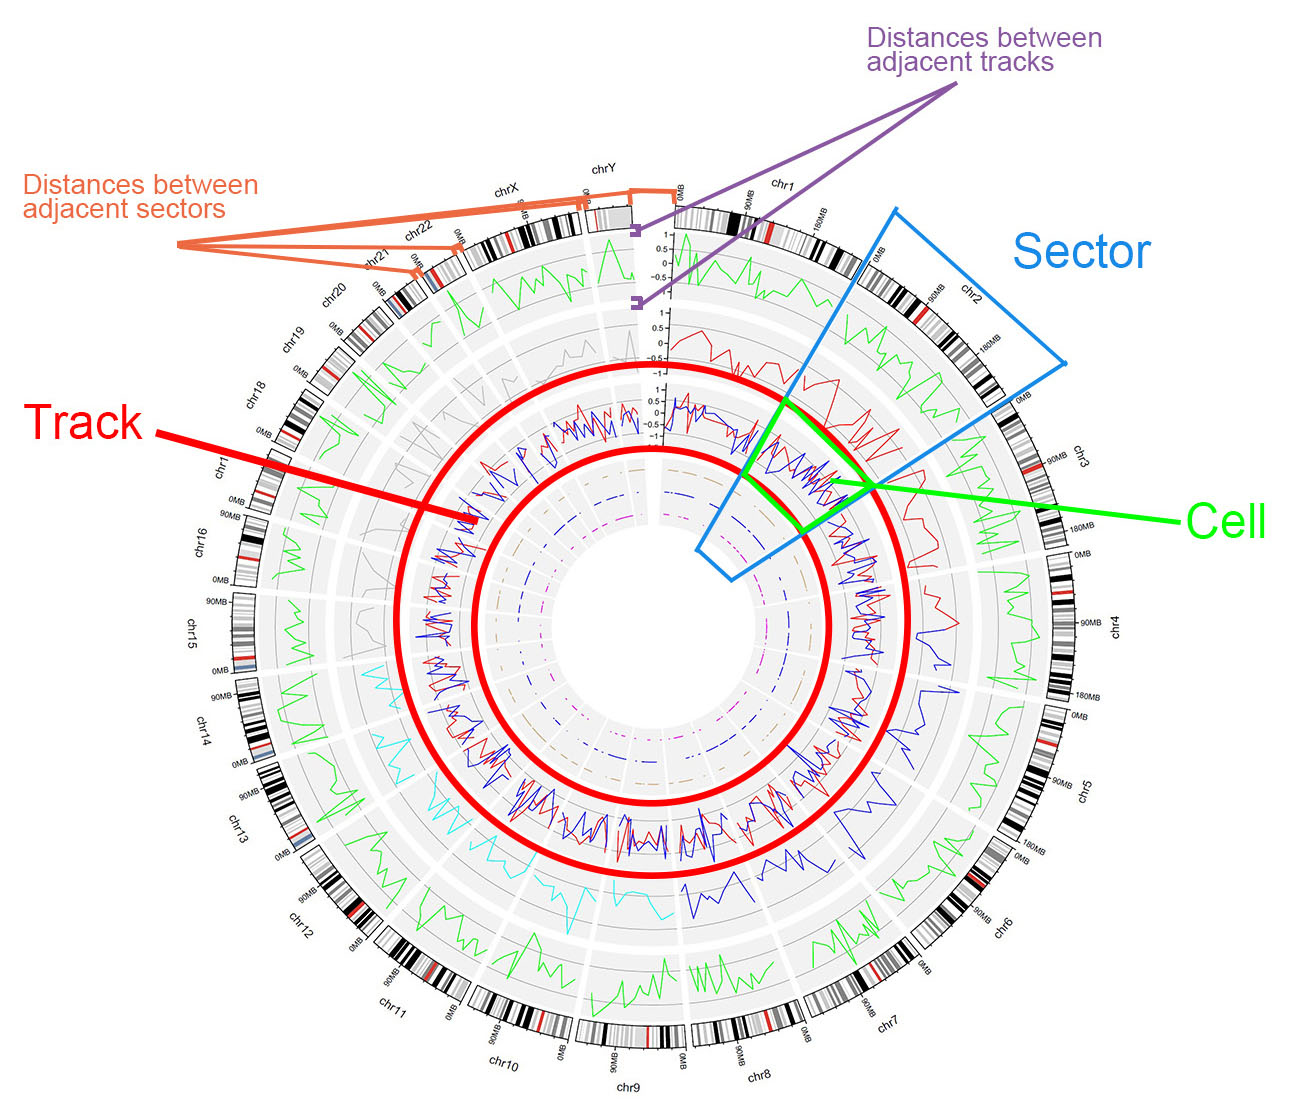 Distances between
adjacent tracks
Distances between
adjacent sectors
Sector
Track
Cell
chr1
0MB
90MB
180MB
chr2
0MB
90MB
180MB
chr3
0MB
90MB
180MB
chr4
0MB
90MB
180MB
chr5
0MB
90MB
180MB
chr6
0MB
90MB
chr7
0MB
90MB
chr8
0MB
90MB
chr9
0MB
90MB
chr10
0MB
90MB
chr11
0MB
90MB
chr12
0MB
90MB
chr13
0MB
90MB
chr14
0MB
90MB
chr15
0MB
90MB
chr16
0MB
90MB
chr1
0MB
chr18
0MB
chr19
0MB
chr20
0MB
chr21
0MB
chr22
0MB
chrX
0MB
chrY
1
0.5
0
−0.5
1
0.5
0
−0.5
−1
1
0.5
0
−0.5
−1